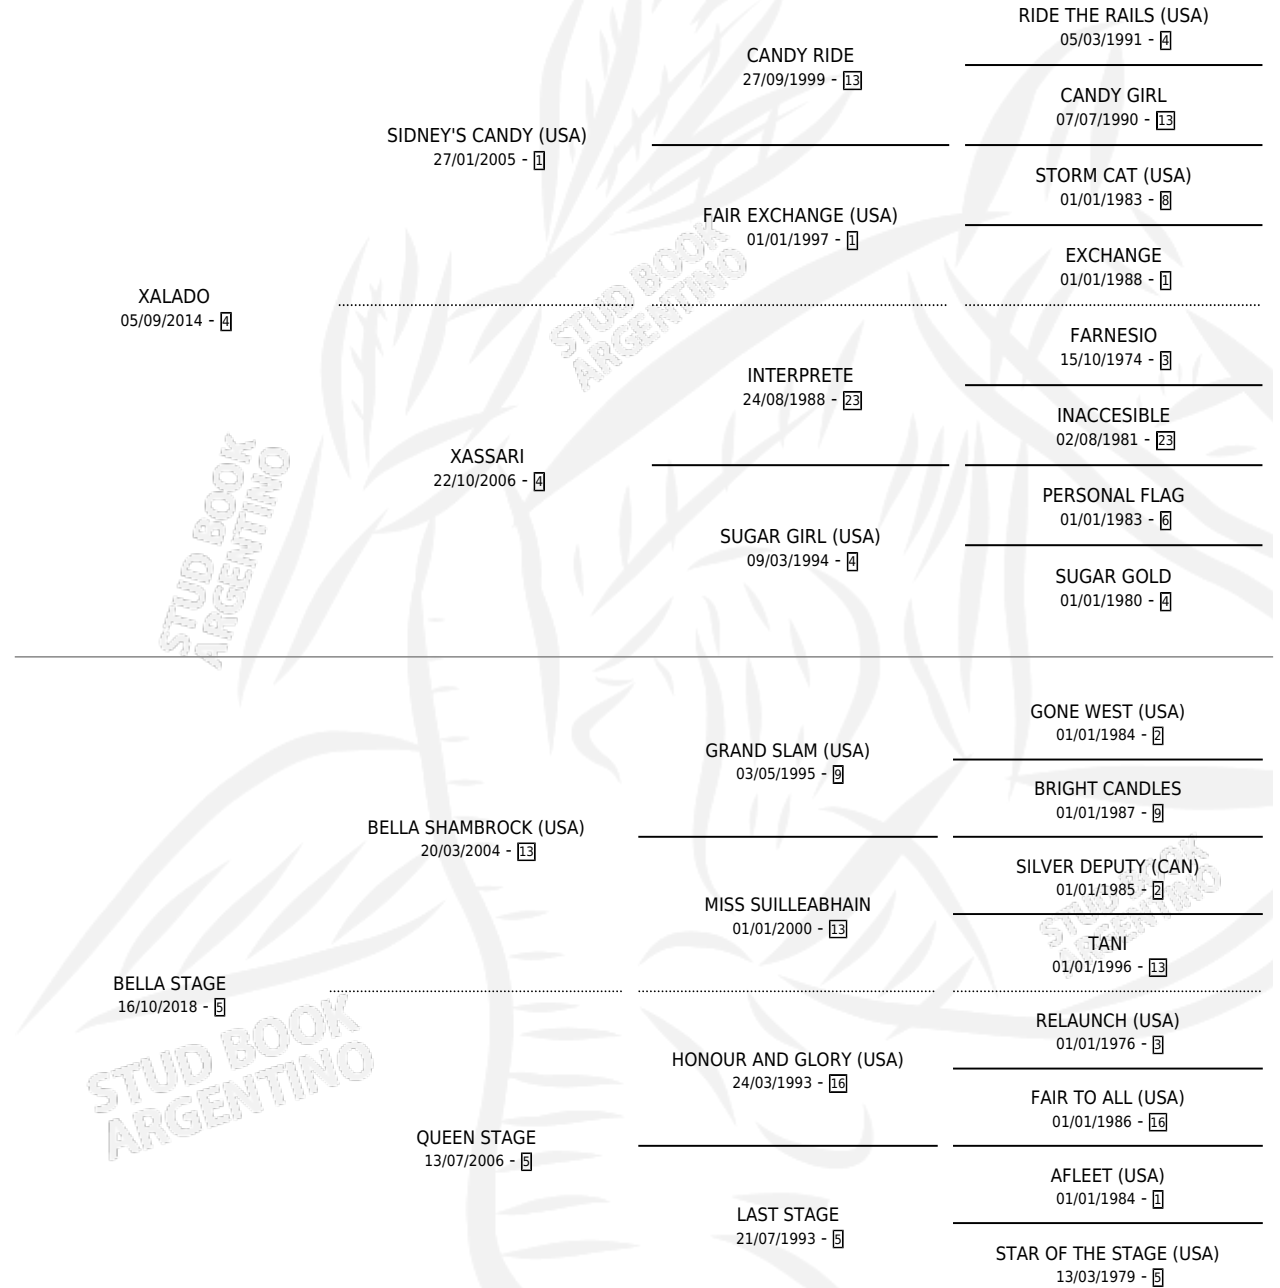 RIDE THE RAILS (USA)
05/03/1991 - 4
CANDY RIDE
27/09/1999 - 13
CANDY GIRL
07/07/1990 - 13
SIDNEY'S CANDY (USA)
27/01/2005 - 1
STORM CAT (USA)
01/01/1983 - 8
FAIR EXCHANGE (USA)
01/01/1997 - 1
EXCHANGE
01/01/1988 - 1
XALADO
05/09/2014 - 4
FARNESIO
15/10/1974 - 3
INTERPRETE
24/08/1988 - 23
INACCESIBLE
02/08/1981 - 23
XASSARI
22/10/2006 - 4
PERSONAL FLAG
01/01/1983 - 6
SUGAR GIRL (USA)
09/03/1994 - 4
SUGAR GOLD
01/01/1980 - 4
STUD BOOK
ARGENTINO
STUD BOOK
ARGENTINO
GONE WEST (USA)
01/01/1984 - 2
GRAND SLAM (USA)
03/05/1995 - 9
BRIGHT CANDLES
01/01/1987 - 9
BELLA SHAMBROCK (USA)
20/03/2004 - 13
SILVER DEPUTY (CAN)
01/01/1985 - 2
MISS SUILLEABHAIN
01/01/2000 - 13
TANI
01/01/1996 - 13
BELLA STAGE
16/10/2018 - 5
RELAUNCH (USA)
01/01/1976 - 3
HONOUR AND GLORY (USA)
24/03/1993 - 16
FAIR TO ALL (USA)
01/01/1986 - 16
QUEEN STAGE
13/07/2006 - 5
AFLEET (USA)
01/01/1984 - 1
LAST STAGE
21/07/1993 - 5
STAR OF THE STAGE (USA)
13/03/1979 - 5
STUD BOOK
ARGENTINO
STUD BOOK
ARGENTINO